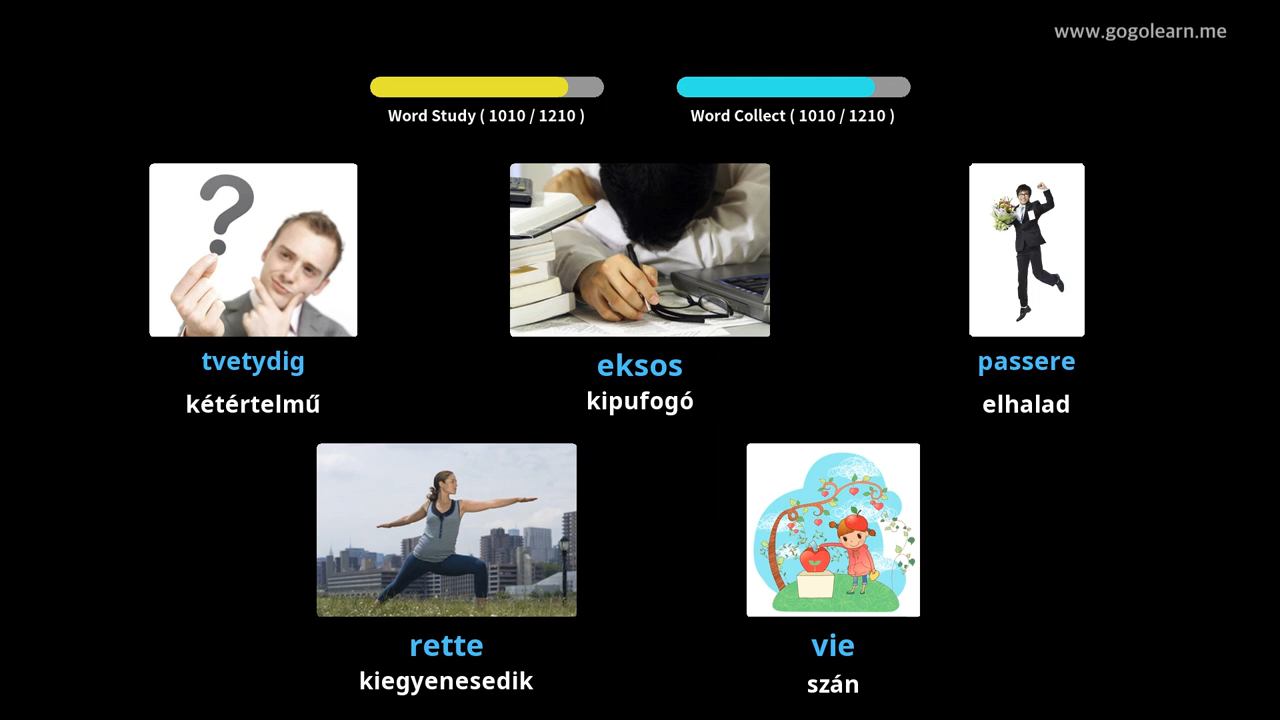 www.gogolearn.me
Word Study ( 1010 / 1210 )
Word Collect ( 1010 / 1210 )
tvetydig
kétértelmű
eksos
kipufogó
passere
elhalad
rette
kiegyenesedik
vie
szán